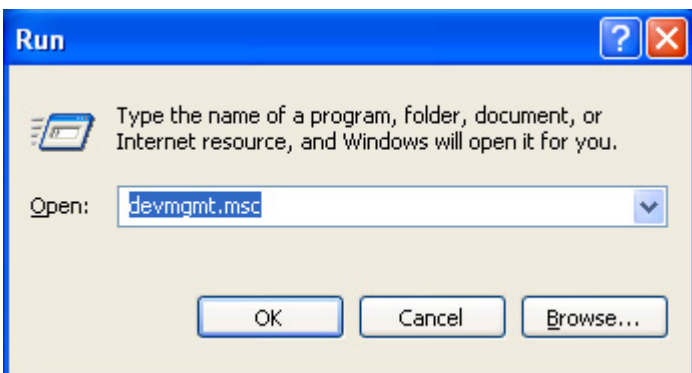 Run
Type the name of a program, folder, document, or
Internet resource, and Windows will open it for you.
Open: devmgmt.msc
OK Cancel Browse...